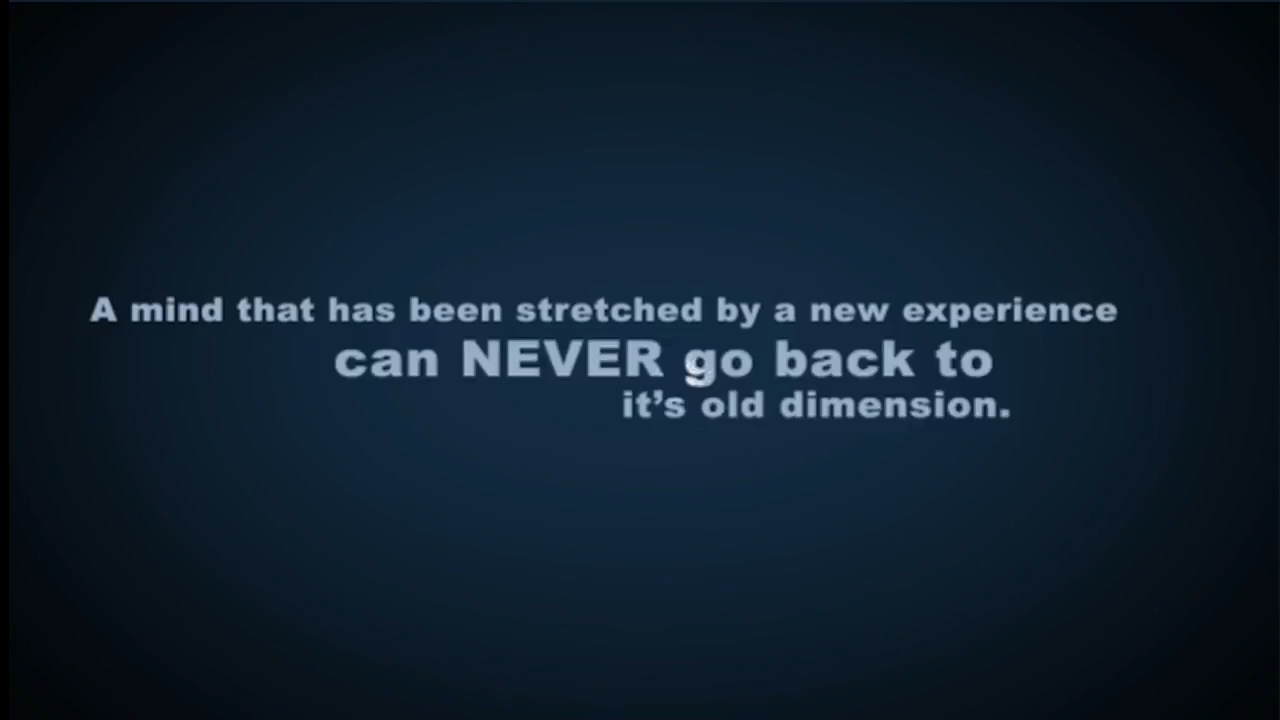 A mind that has been stretched by a new experience
can NEVER go back to
it’s old dimension.